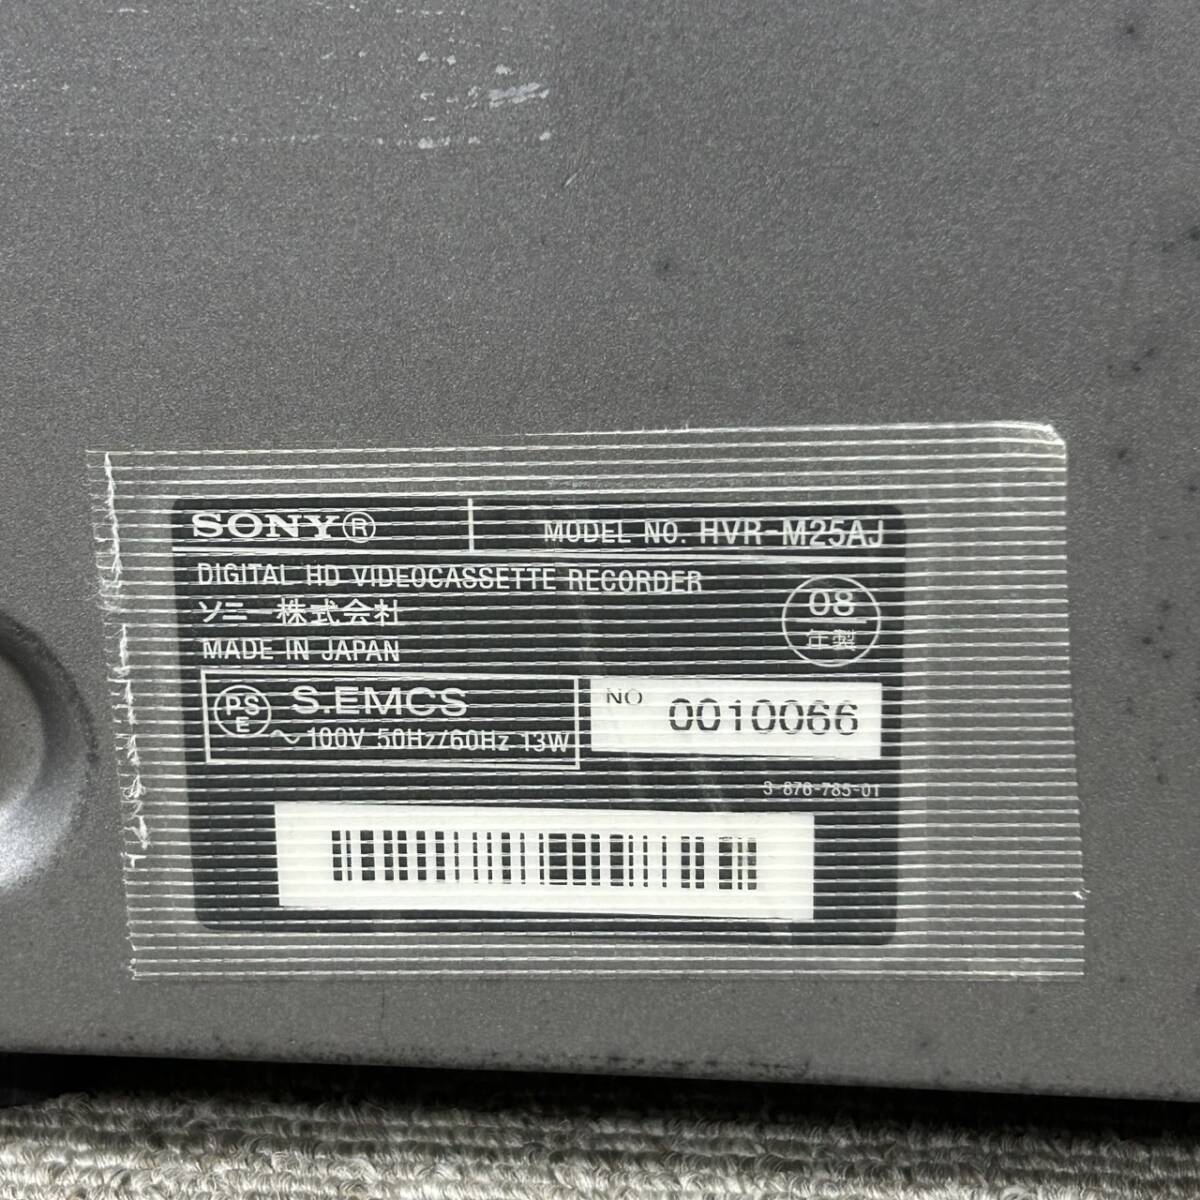 SONY® MODEL NO. HVR-M25AJ
DIGITAL HD VIDEOCASSETTE RECORDER
ソニー株式会社
MADE IN JAPAN
08
年製
PS
E
S.EMCS
~100V 50Hz/60Hz 13W
NO
0010066
3-876-785-01